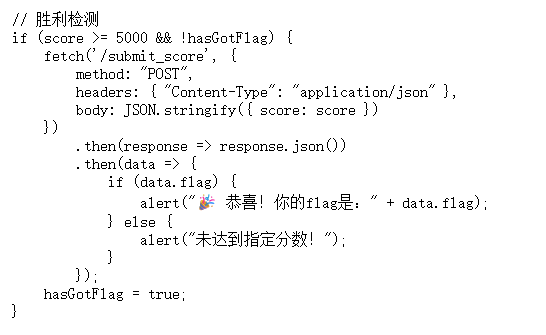 // 胜利检测
if (score >= 5000 && !hasGotFlag) {
    fetch('/submit_score', {
        method: "POST",
        headers: { "Content-Type": "application/json" },
        body: JSON.stringify({ score: score })
    })
        .then(response => response.json())
        .then(data => {
            if (data.flag) {
                alert("🎉 恭喜！你的flag是：" + data.flag);
            } else {
                alert("未达到指定分数！");
            }
        });
    hasGotFlag = true;
}